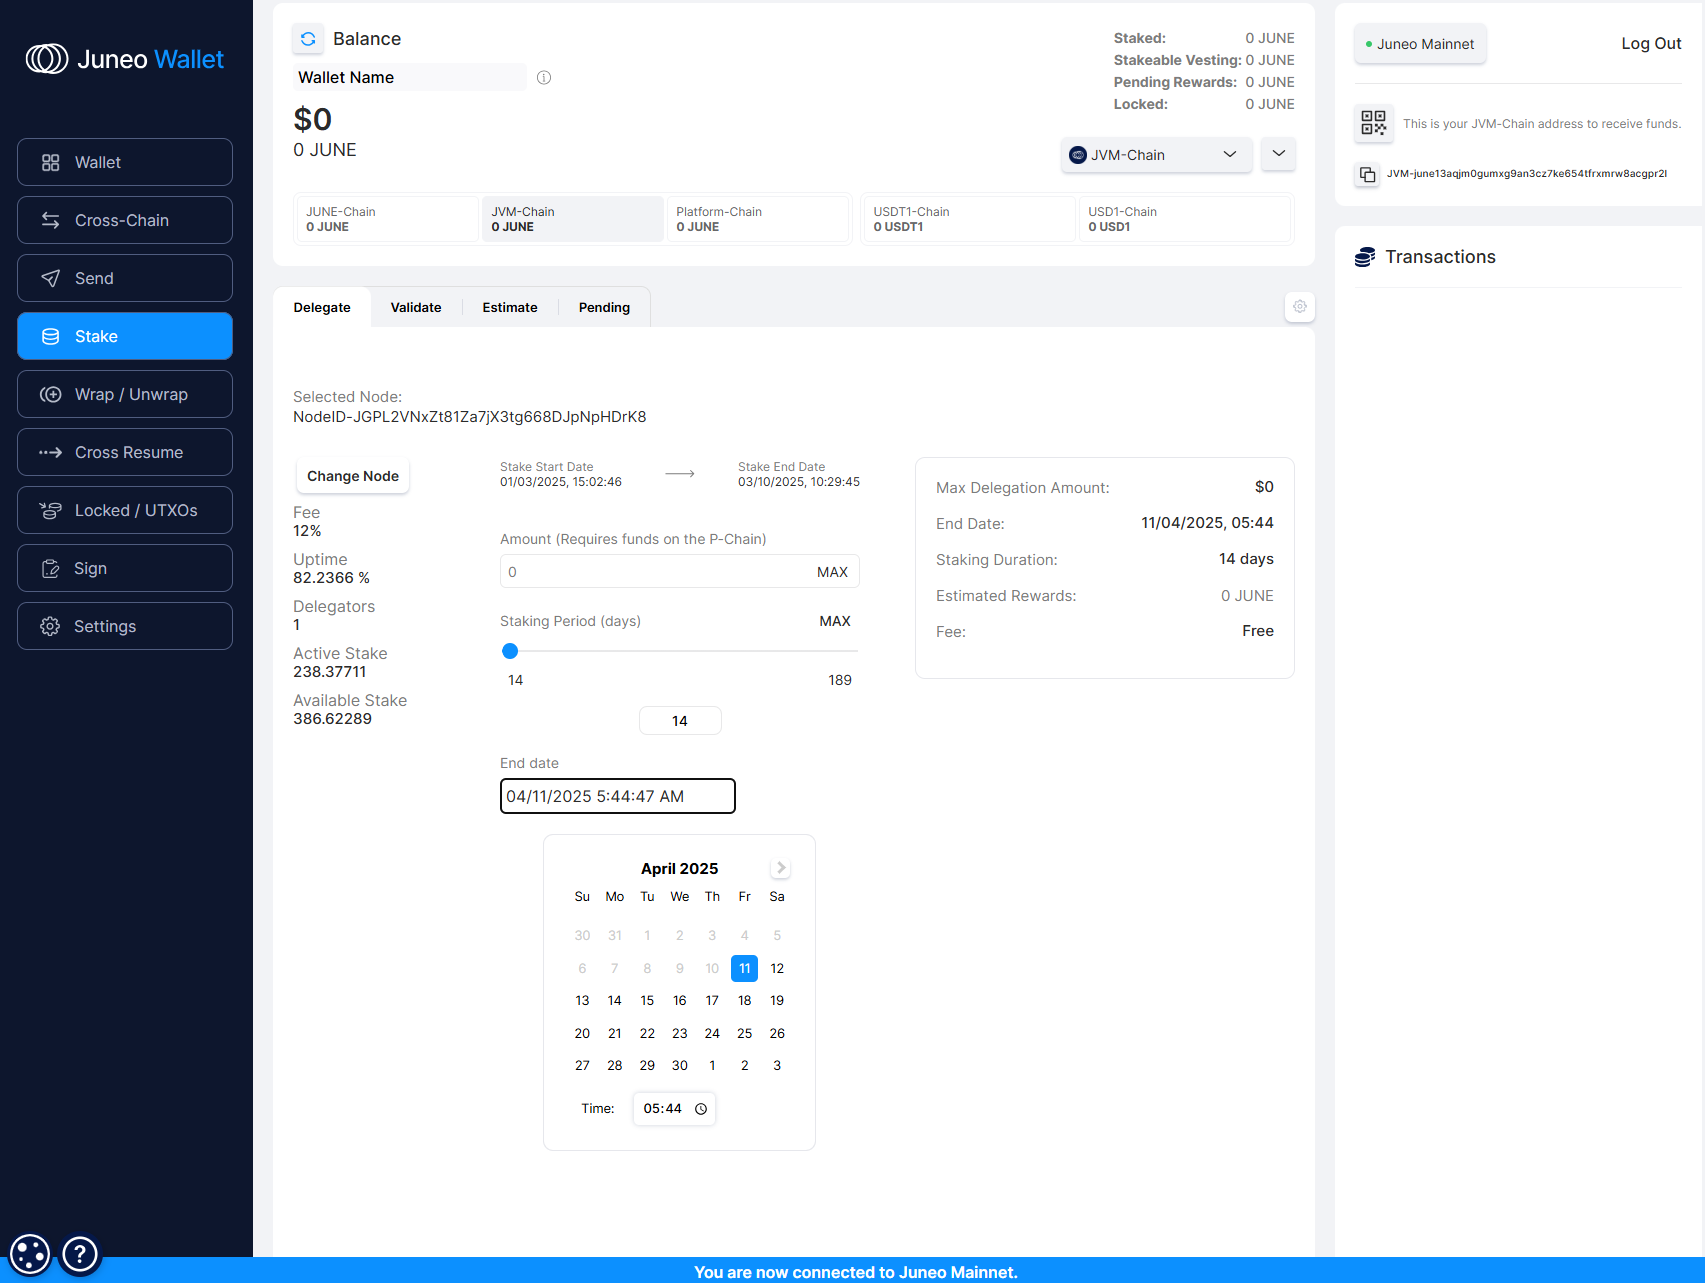 Juneo Wallet
Wallet
Cross-Chain
Send
Stake
Wrap / Unwrap
Cross Resume
Locked / UTXOs
Sign
Settings
Balance
Wallet Name
$0
0 JUNE
Staked: 0 JUNE
Stakeable Vesting: 0 JUNE
Pending Rewards: 0 JUNE
Locked: 0 JUNE
JVM-Chain
JUNE-Chain
0 JUNE
JVM-Chain
0 JUNE
Platform-Chain
0 JUNE
USDT1-Chain
0 USDT1
USD1-Chain
0 USD1
Delegate
Validate
Estimate
Pending
Selected Node:
NodeID-JGPL2VNxZt81Za7jX3tg668DJpNpHDrK8
Change Node
Fee
12%
Uptime
82.2366 %
Delegators
1
Active Stake
238.37711
Available Stake
386.62289
Stake Start Date
01/03/2025, 15:02:46
Stake End Date
03/10/2025, 10:29:45
Amount (Requires funds on the P-Chain)
0 MAX
Staking Period (days) MAX
14 189
14
End date
04/11/2025 5:44:47 AM
April 2025
Su Mo Tu We Th Fr Sa
30 31 1 2 3 4 5
6 7 8 9 10 11 12
13 14 15 16 17 18 19
20 21 22 23 24 25 26
27 28 29 30 1 2 3
Time: 05:44
Max Delegation Amount: $0
End Date: 11/04/2025, 05:44
Staking Duration: 14 days
Estimated Rewards: 0 JUNE
Fee: Free
Juneo Mainnet
Log Out
This is your JVM-Chain address to receive funds.
JVM-june13aqjm0gumxg9an3cz7ke654tfrxmrw8acgpr2l
Transactions
?
You are now connected to Juneo Mainnet.